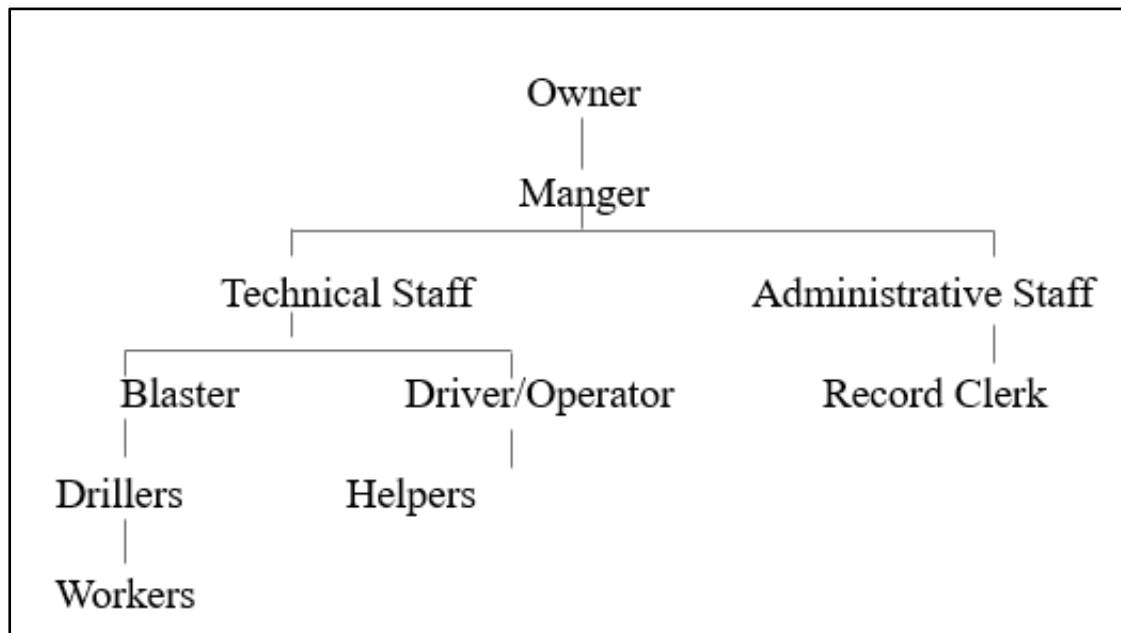 Owner
Manger
Technical Staff Administrative Staff
Blaster Driver/Operator Record Clerk
Drillers Helpers
Workers